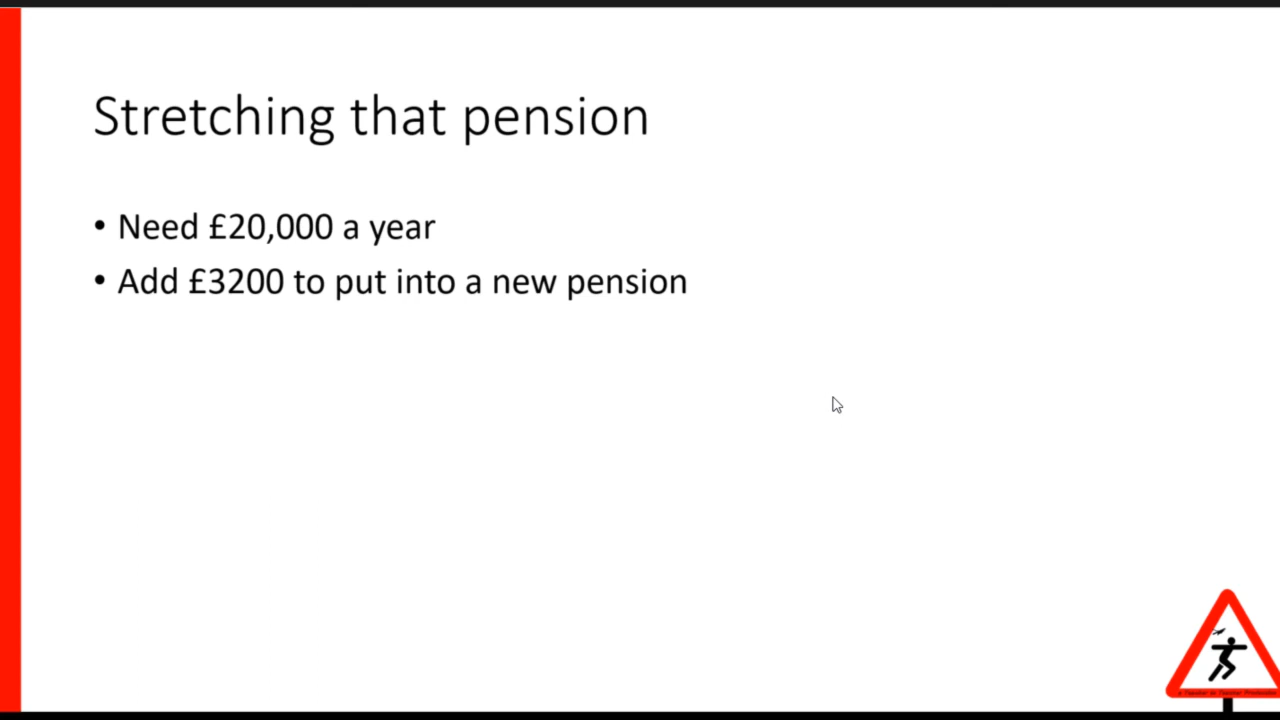 Stretching that pension
• Need £20,000 a year
• Add £3200 to put into a new pension